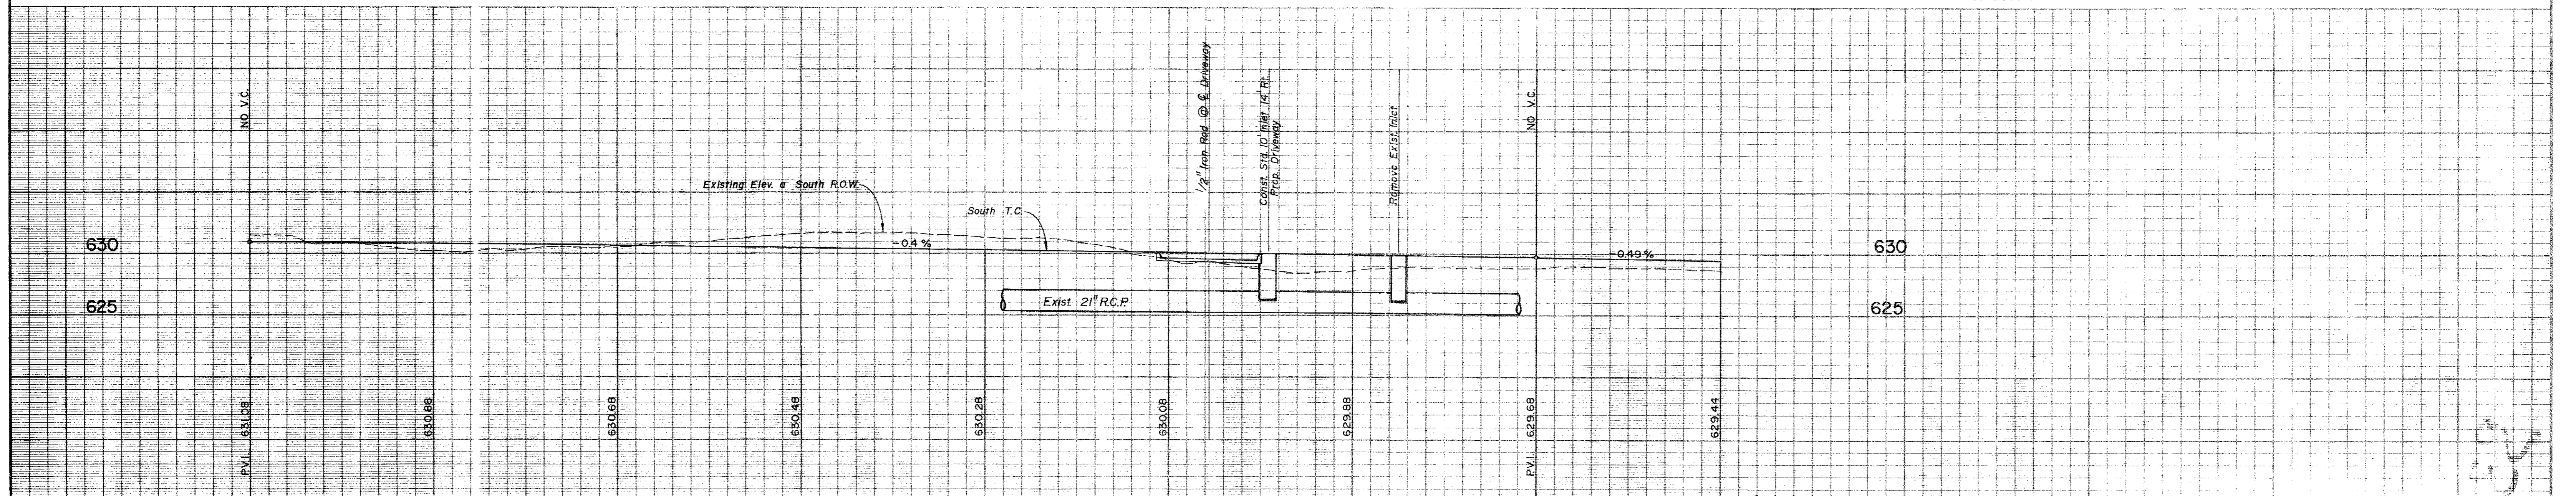 NO V.C.
1/2" Iron Rod @ ℄ Driveway
Const. Std. 10' Inlet 14' Rt.
Prop. Driveway
Remove Exist. Inlet
NO V.C.
Existing Elev. @ South R.O.W.
South T.C.
630
-0.4 %
-0.49 %
630
625
Exist. 21" R.C.P.
625
631.08
630.88
630.68
630.48
630.28
630.08
629.88
629.68
629.44
P.V.I.
P.V.I.